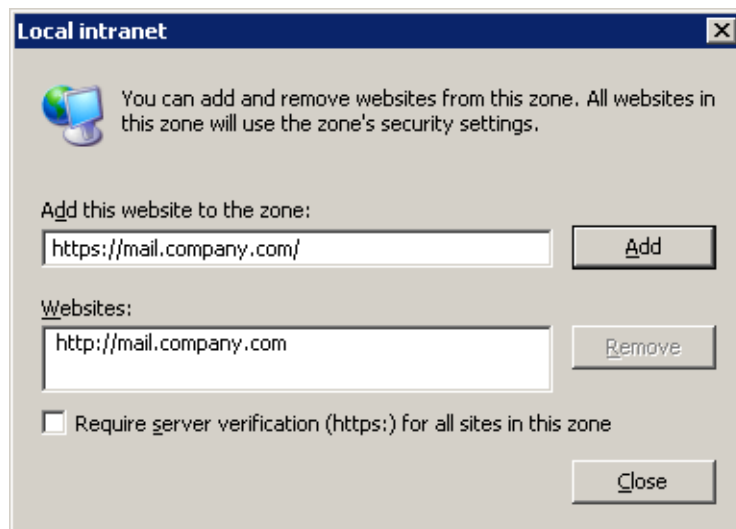 Local intranet
You can add and remove websites from this zone. All websites in
this zone will use the zone's security settings.
Add this website to the zone:
https://mail.company.com/
Add
Websites:
http://mail.company.com
Remove
Require server verification (https:) for all sites in this zone
Close